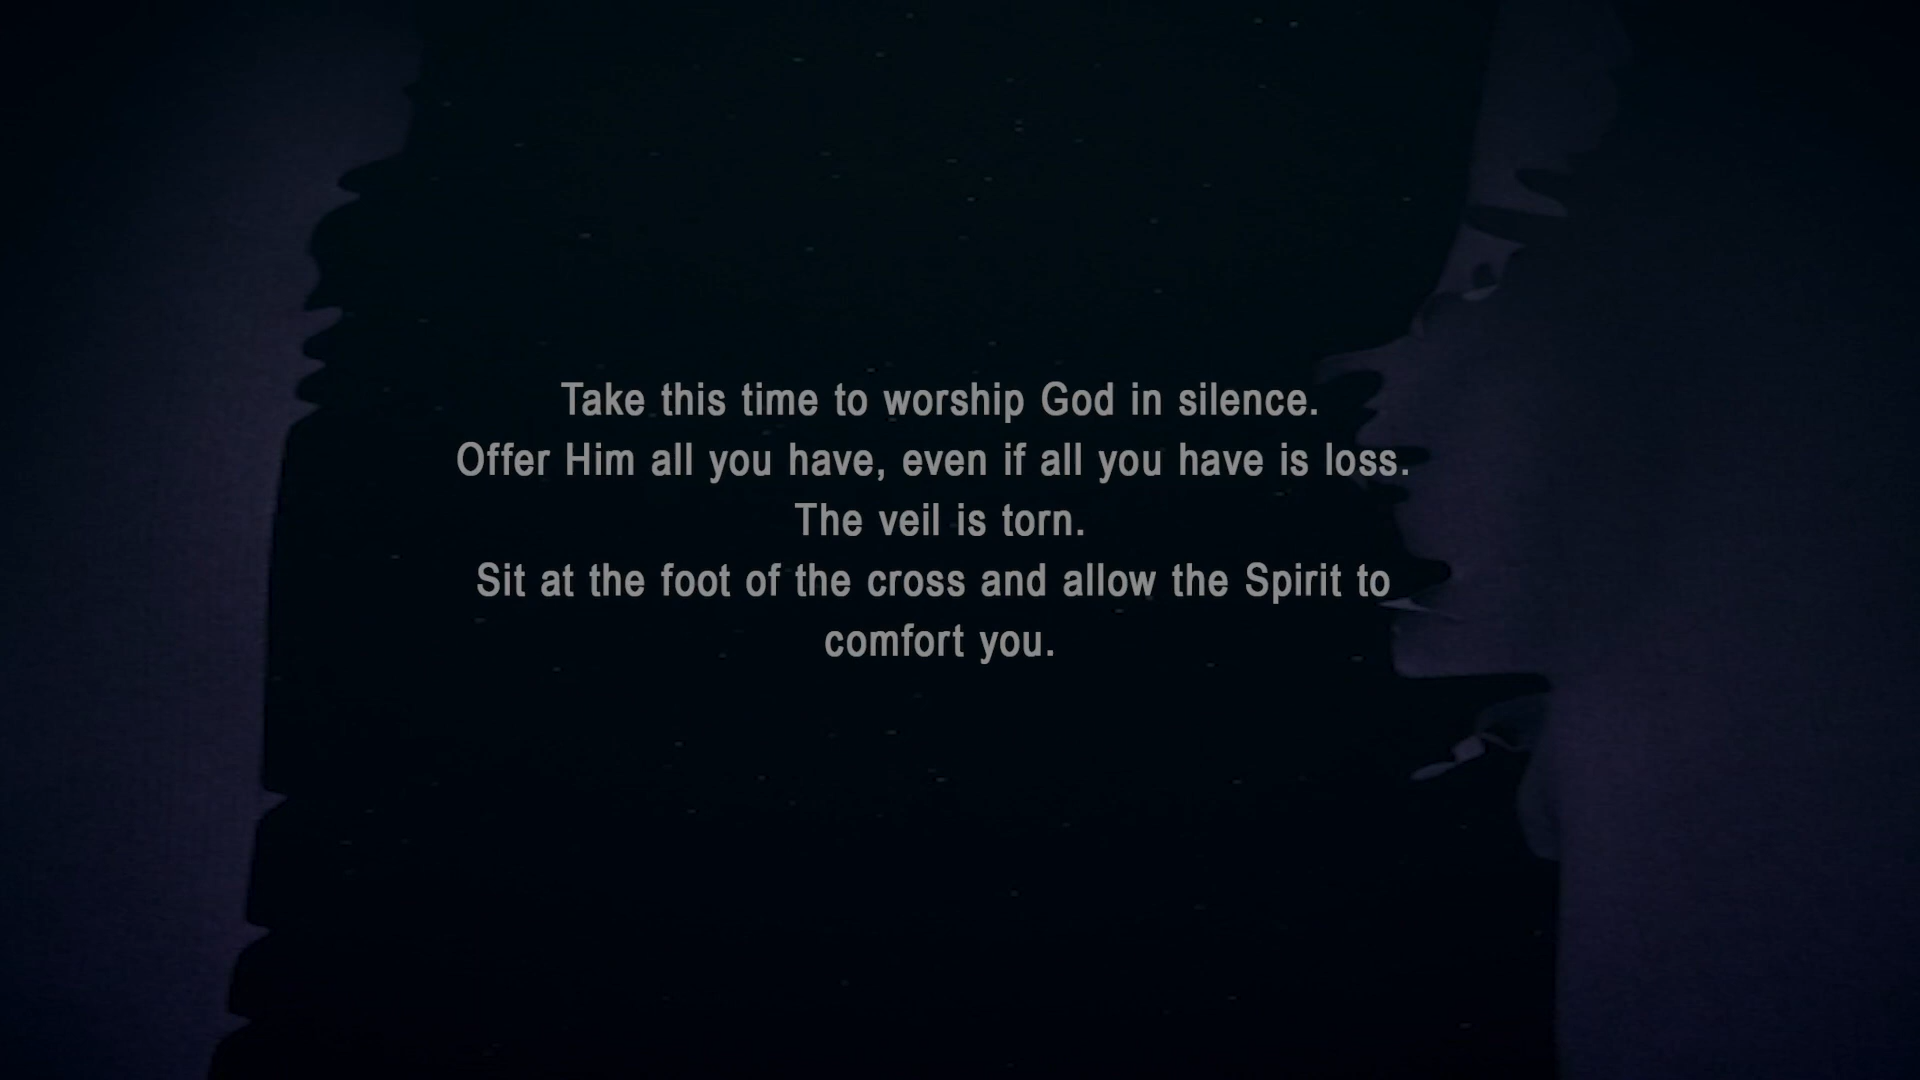 Take this time to worship God in silence.
Offer Him all you have, even if all you have is loss.
The veil is torn.
Sit at the foot of the cross and allow the Spirit to
comfort you.